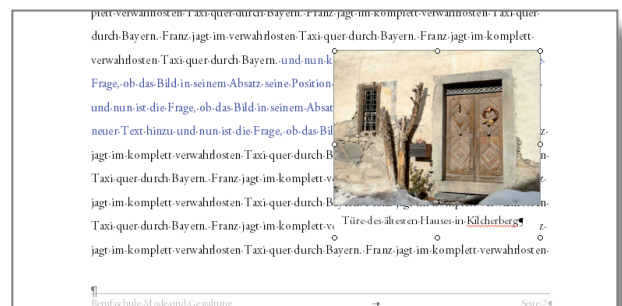 plett·verwahrlosten·Taxi·quer·durch·Bayern.·Franz·jagt·im·kom-
durch·Bayern.·Franz·jagt·im·komplett·verwahrlosten·Taxi·quer·durch·Bayern.·Franz·jagt·im·komplett·
verwahrlosten·Taxi·quer·durch·Bayern.·und·nun·k
Frage,·ob·das·Bild·in·seinem·Absatz·seine·Position·
und·nun·ist·die·Frage,·ob·das·Bild·in·seinem·Absat
neuer·Text·hinzu·und·nun·ist·die·Frage,·ob·das·Bil
jagt·im·komplett·verwahrlosten·Taxi·quer·durch·B
Taxi·quer·durch·Bayern.·Franz·jagt·im·komplett·ve
jagt·im·komplett·verwahrlosten·Taxi·quer·durch·B
Taxi·quer·durch·Bayern.·Franz·jagt·im·komplett·v
Türe·des·ältesten·Hauses·in·Kilcherberg¶
jagt·im·komplett·verwahrlosten·Taxi·quer·durch·Bayern.·Franz·jagt·im·komplett·verwahrlosten·
¶
Berufsschule·Mode·und·Gestaltung → Seite·2¶